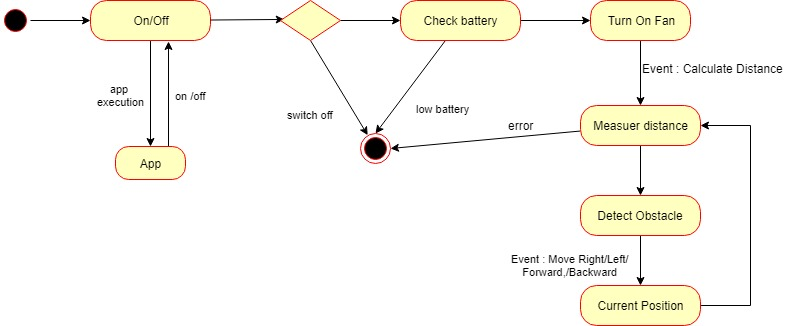 On/Off
Check battery
Turn On Fan
Event : Calculate Distance
app
execution
on /off
switch off
low battery
error
Measuer distance
App
Detect Obstacle
Event : Move Right/Left/
Forward,/Backward
Current Position